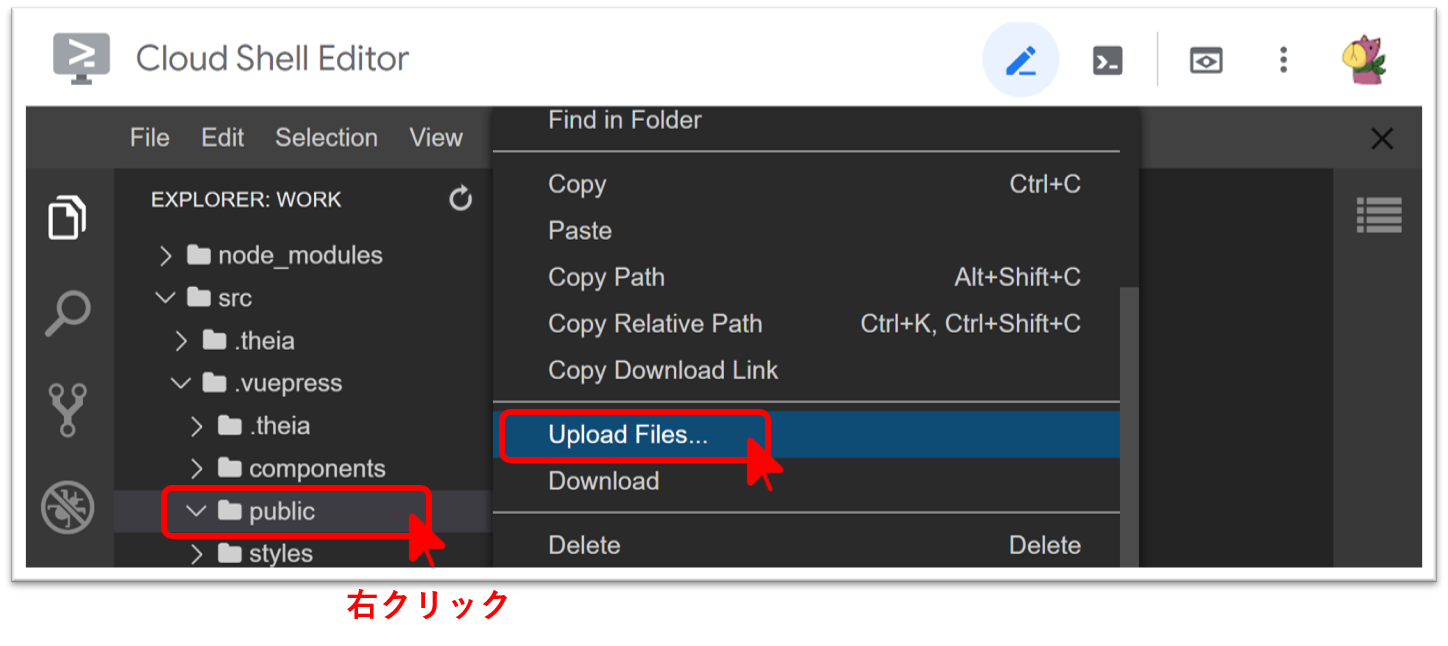 Cloud Shell Editor
File Edit Selection View
EXPLORER: WORK
node_modules
src
.theia
.vuepress
.theia
components
public
styles
Find in Folder
Copy Ctrl+C
Paste
Copy Path Alt+Shift+C
Copy Relative Path Ctrl+K, Ctrl+Shift+C
Copy Download Link
Upload Files...
Download
Delete Delete
右クリック